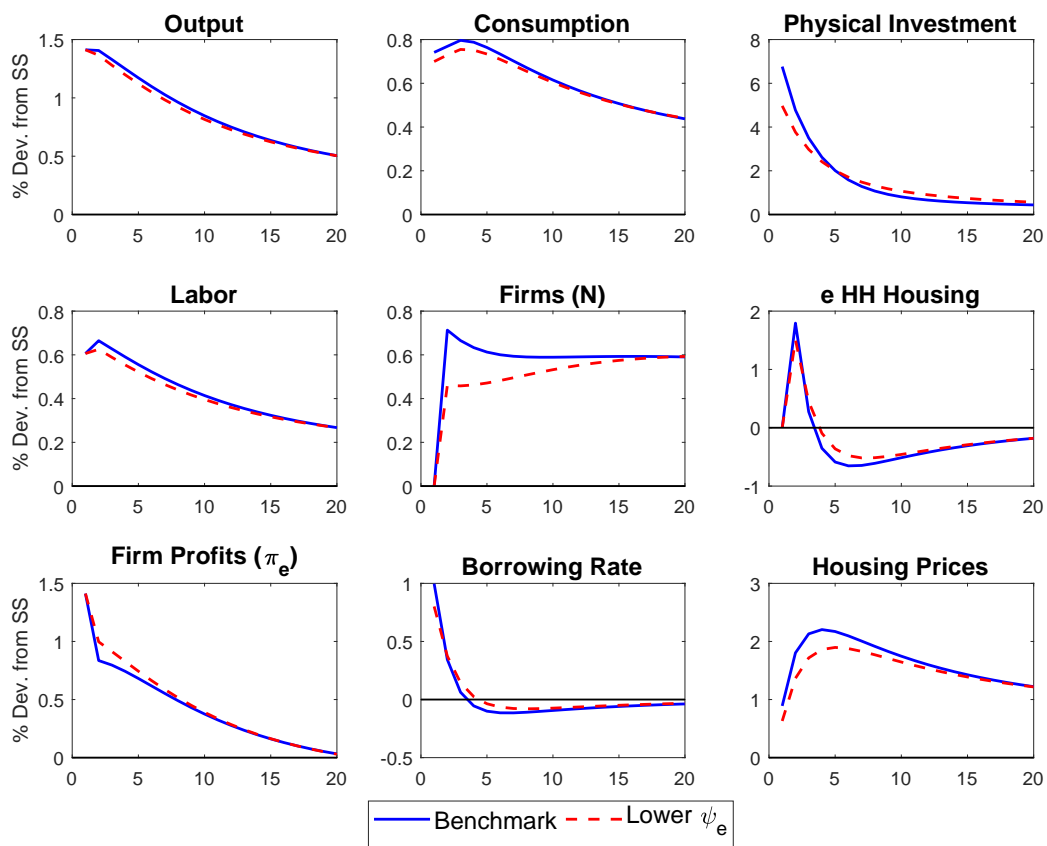 Output
Consumption
Physical Investment
% Dev. from SS
1.5
1
0.5
0
0 5 10 15 20
0.8
0.6
0.4
0.2
0
0 5 10 15 20
8
6
4
2
0
0 5 10 15 20
Labor
Firms (N)
e HH Housing
% Dev. from SS
0.8
0.6
0.4
0.2
0
0 5 10 15 20
0.8
0.6
0.4
0.2
0
0 5 10 15 20
2
1
0
-1
0 5 10 15 20
Firm Profits (π_e)
Borrowing Rate
Housing Prices
% Dev. from SS
1.5
1
0.5
0
0 5 10 15 20
1
0.5
0
-0.5
0 5 10 15 20
3
2
1
0
0 5 10 15 20
Benchmark Lower ψ_e